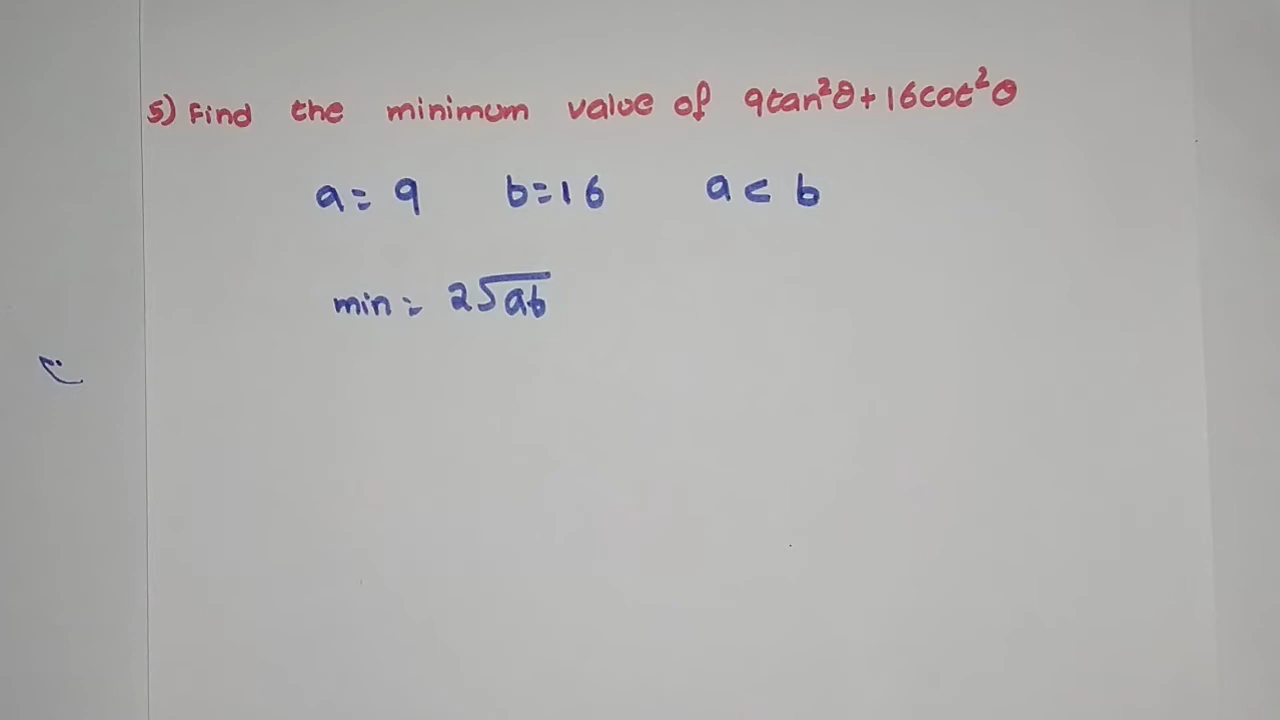 5) Find the minimum value of 9tan²θ+16cot²θ
a= 9 b=16 a < b
min = 2√ab